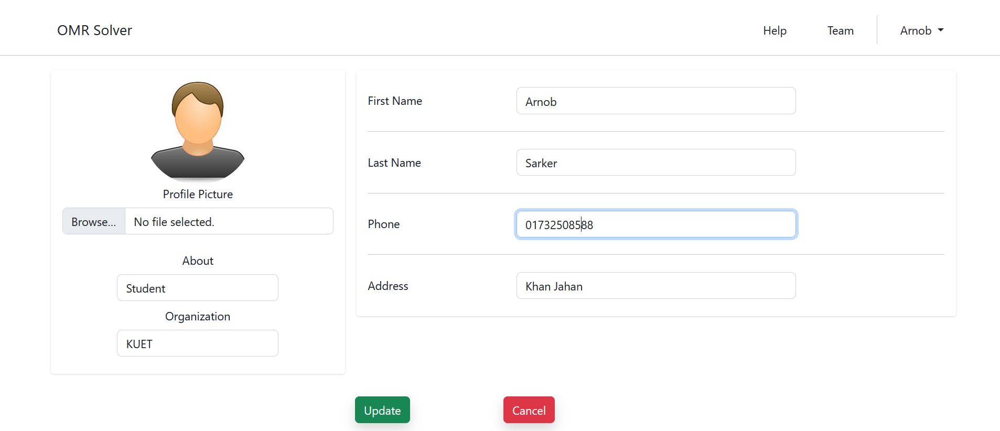 OMR Solver
Help
Team
Arnob
Profile Picture
Browse...
No file selected.
About
Student
Organization
KUET
First Name
Arnob
Last Name
Sarker
Phone
01732508588
Address
Khan Jahan
Update
Cancel